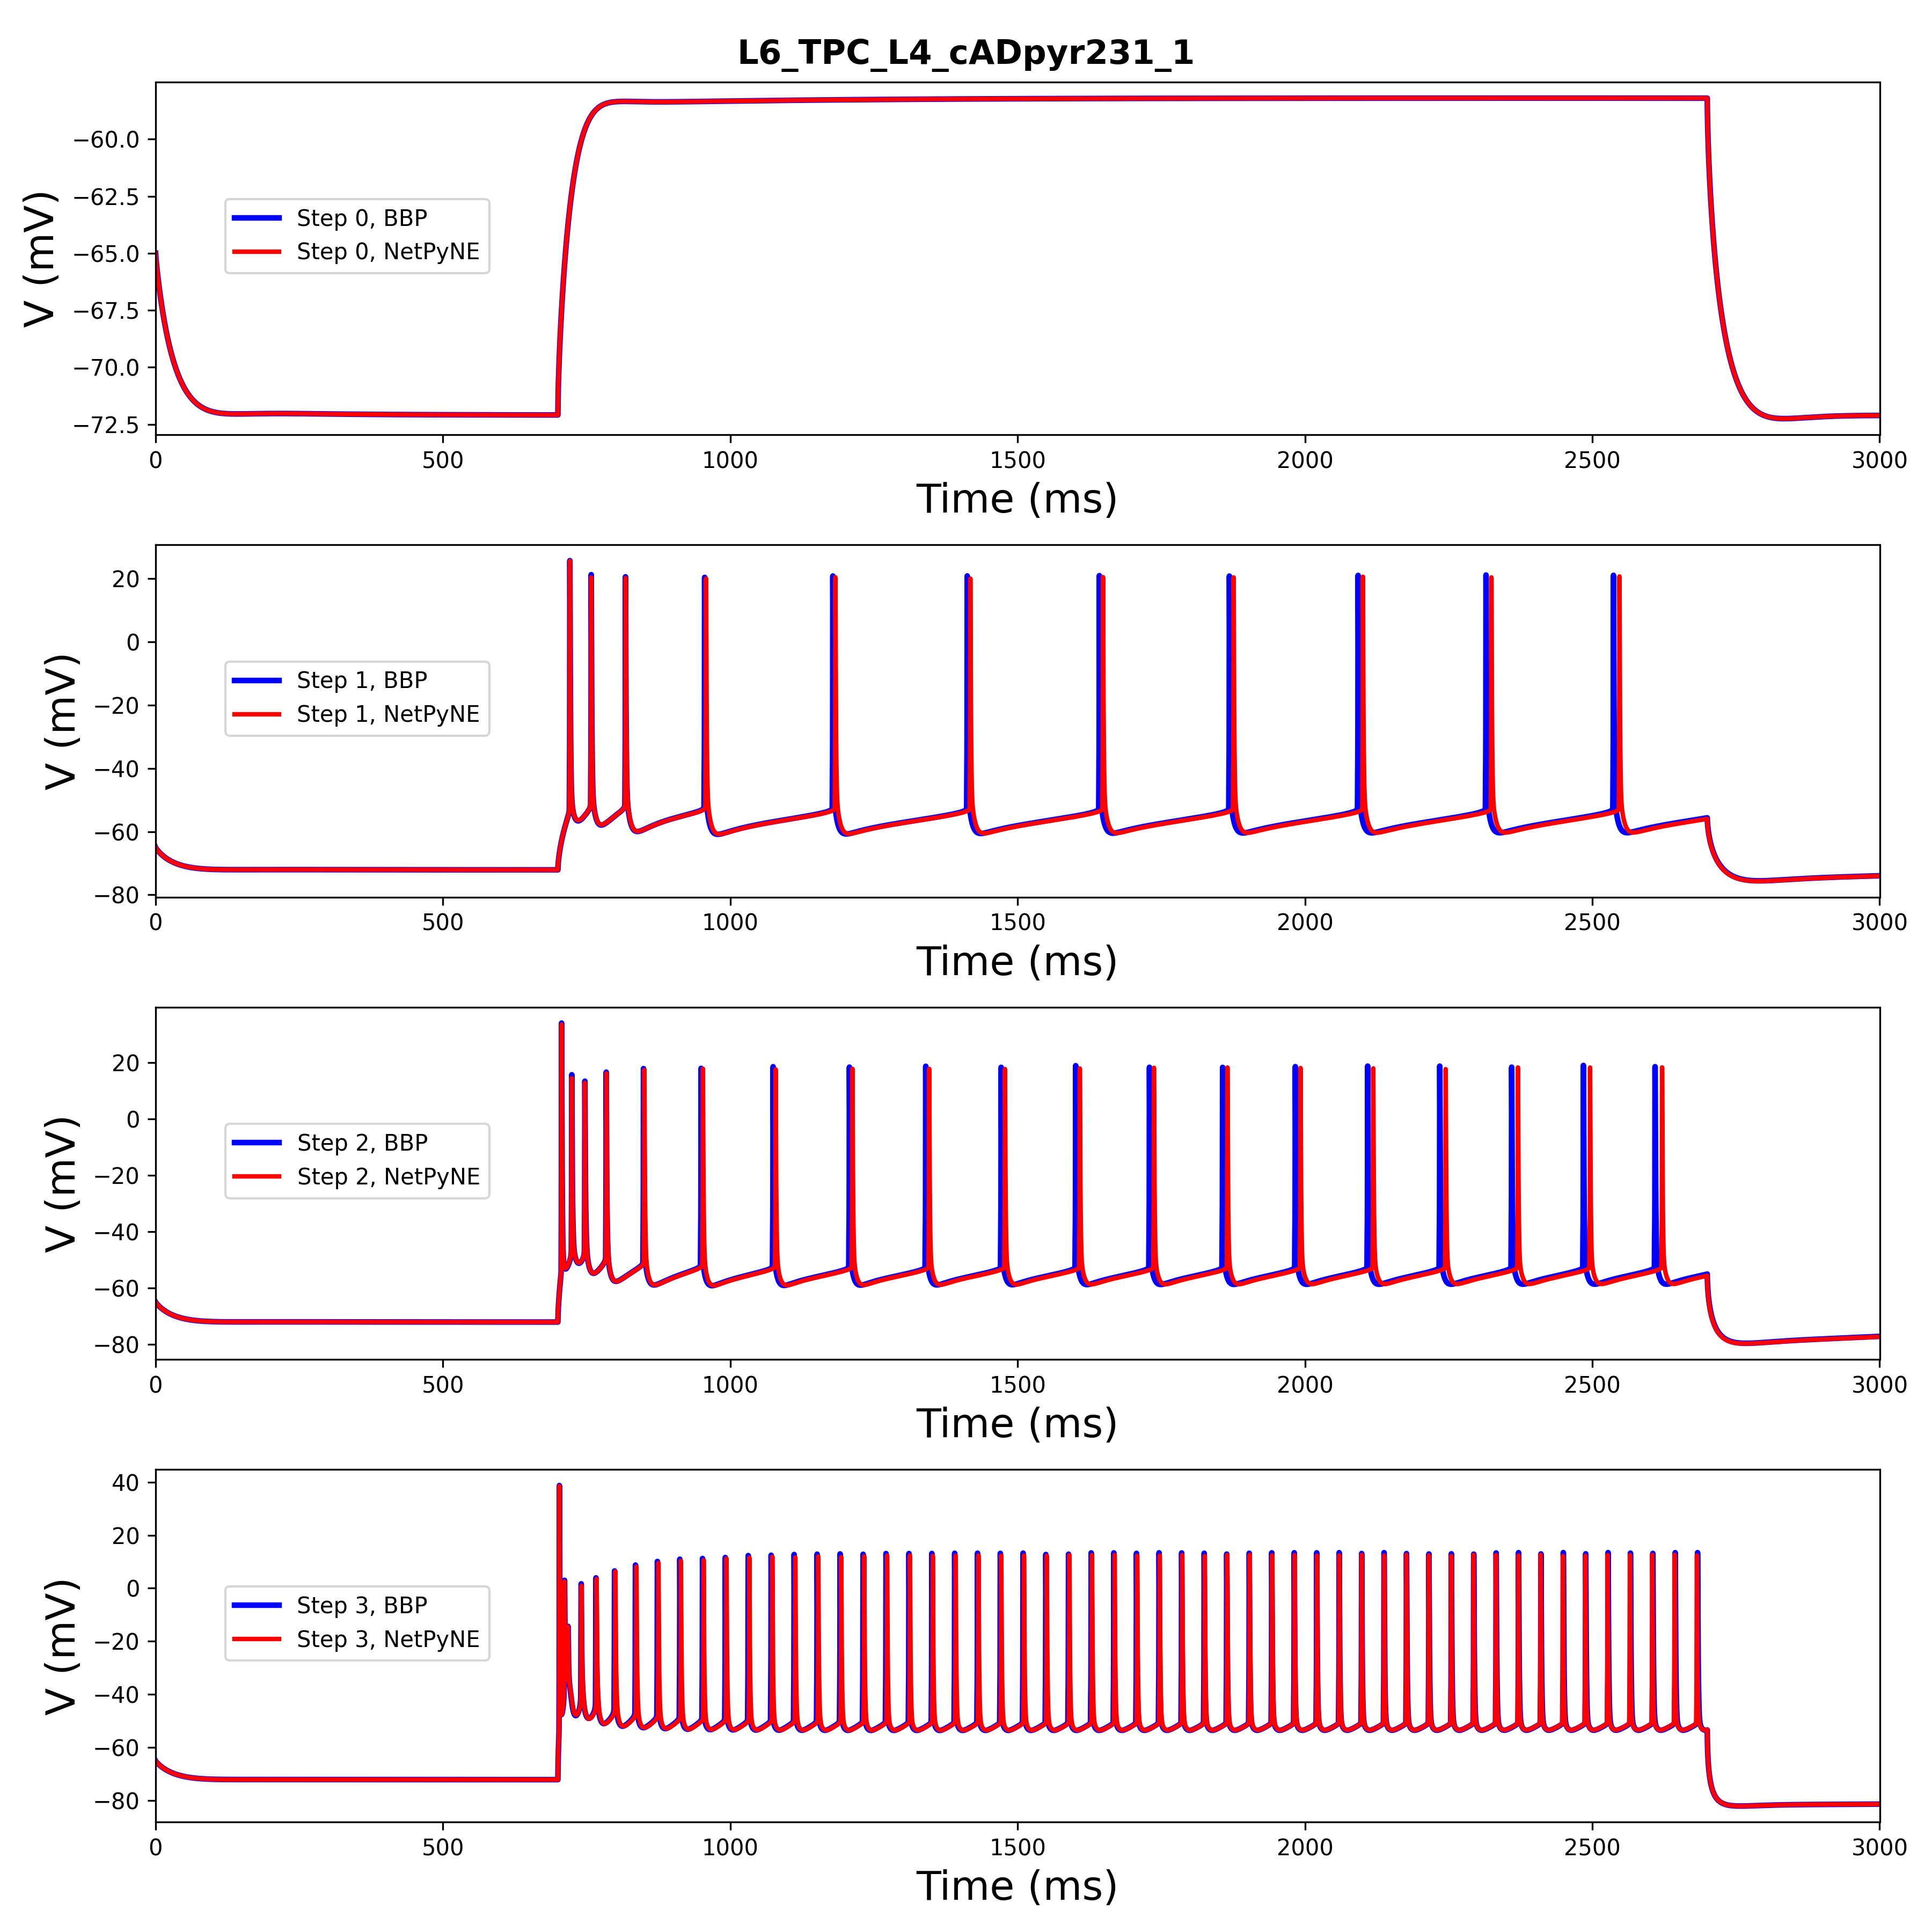 L6_TPC_L4_cADpyr231_1
V (mV)
−60.0
−62.5
−65.0
−67.5
−70.0
−72.5
Step 0, BBP
Step 0, NetPyNE
0 500 1000 1500 2000 2500 3000
Time (ms)
V (mV)
20
0
−20
−40
−60
−80
Step 1, BBP
Step 1, NetPyNE
0 500 1000 1500 2000 2500 3000
Time (ms)
V (mV)
20
0
−20
−40
−60
−80
Step 2, BBP
Step 2, NetPyNE
0 500 1000 1500 2000 2500 3000
Time (ms)
V (mV)
40
20
0
−20
−40
−60
−80
Step 3, BBP
Step 3, NetPyNE
0 500 1000 1500 2000 2500 3000
Time (ms)